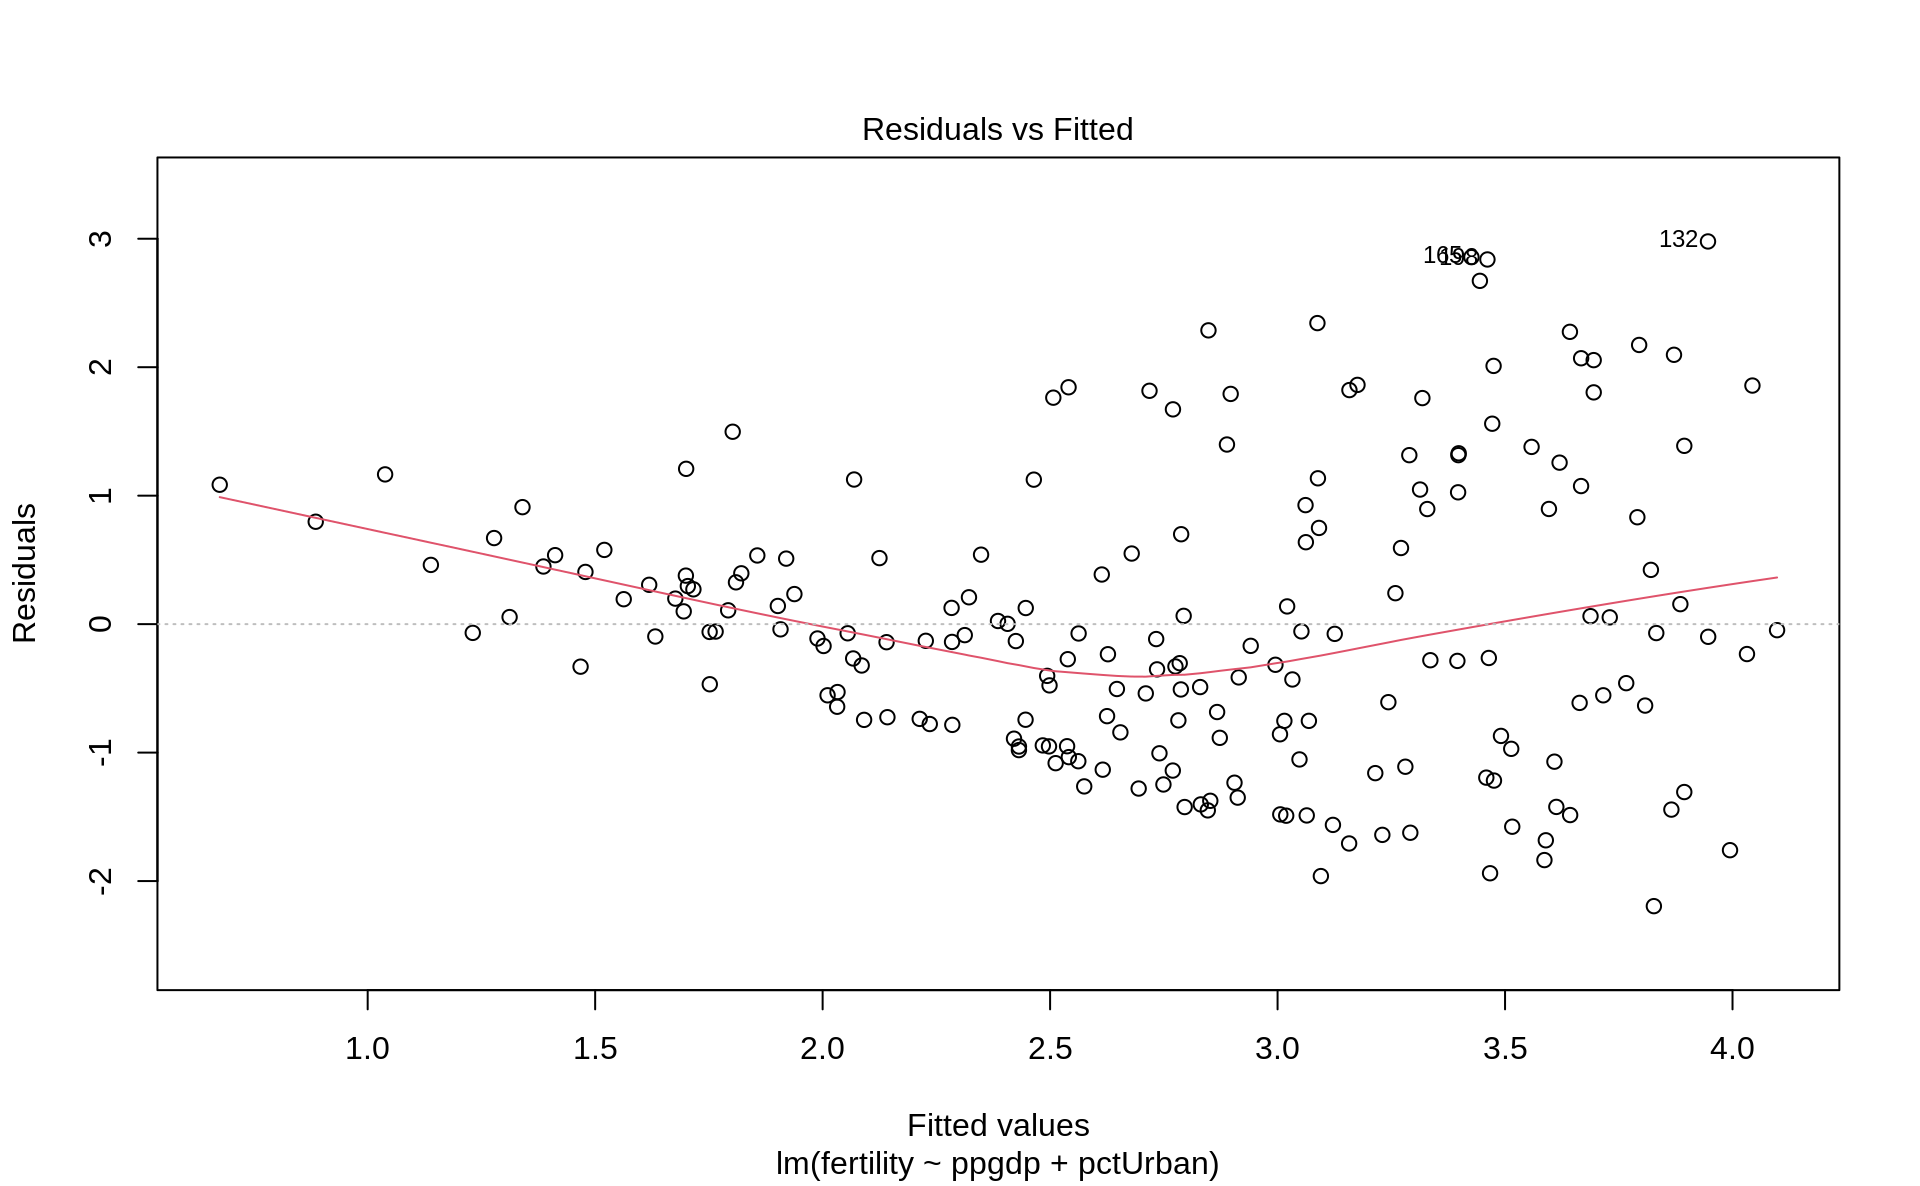 Residuals vs Fitted
Residuals
3
2
1
0
-1
-2
132
1.0 1.5 2.0 2.5 3.0 3.5 4.0
Fitted values
lm(fertility ~ ppgdp + pctUrban)